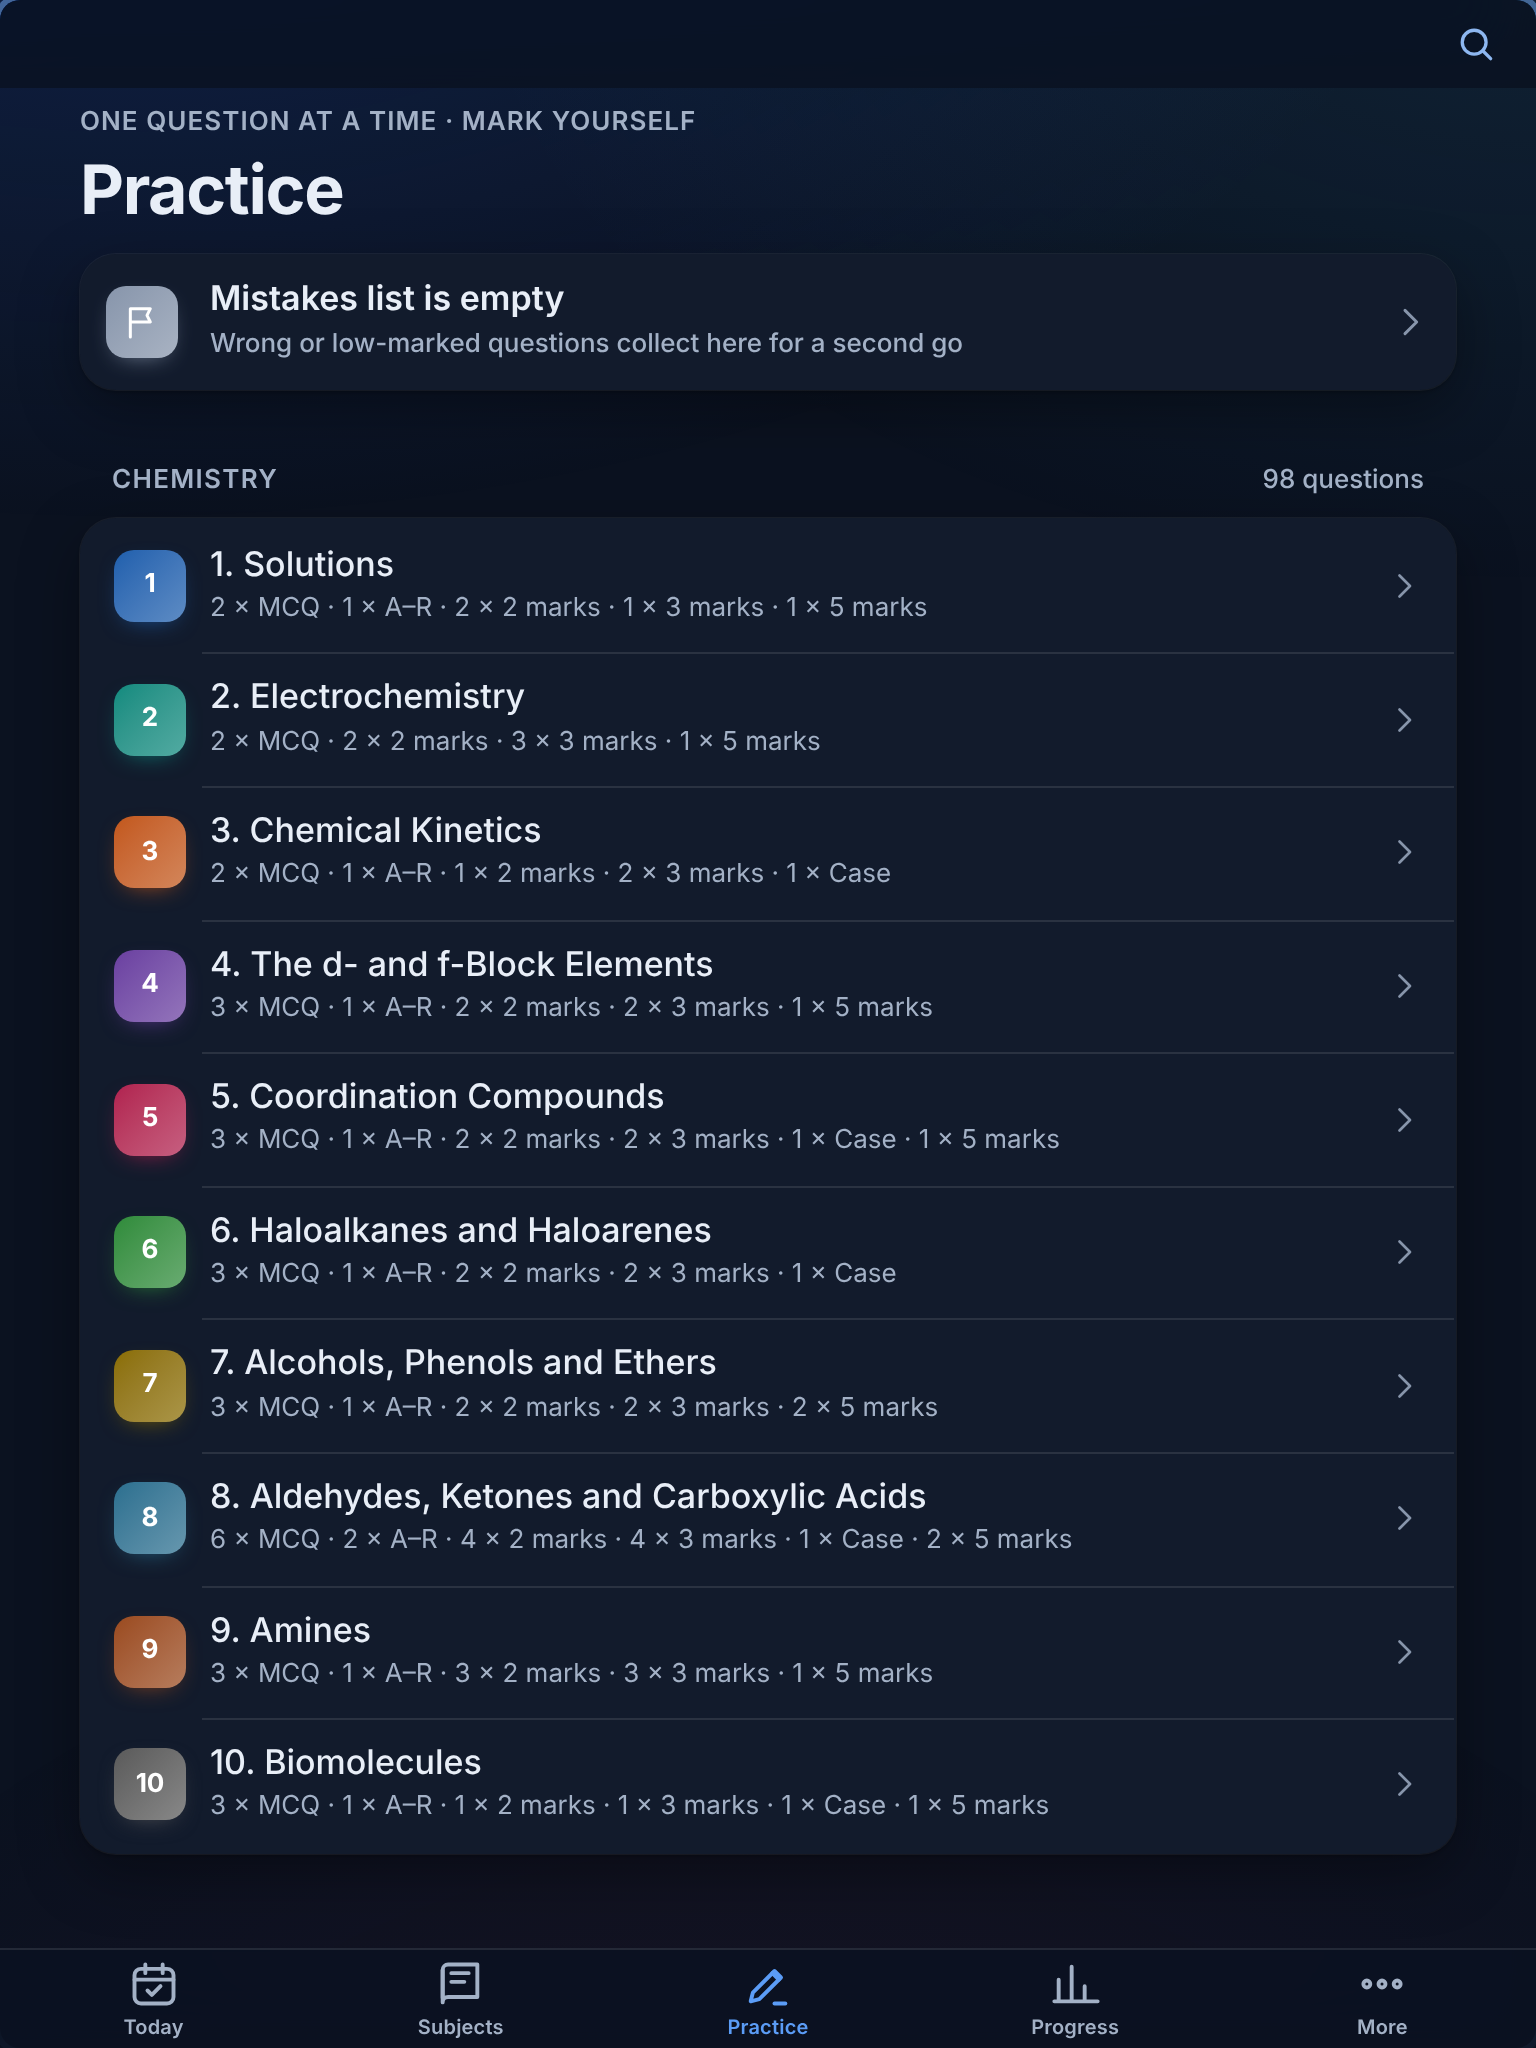 ONE QUESTION AT A TIME · MARK YOURSELF
Practice
Mistakes list is empty
Wrong or low-marked questions collect here for a second go
CHEMISTRY
98 questions
1
1. Solutions
2 × MCQ · 1 × A–R · 2 × 2 marks · 1 × 3 marks · 1 × 5 marks
2
2. Electrochemistry
2 × MCQ · 2 × 2 marks · 3 × 3 marks · 1 × 5 marks
3
3. Chemical Kinetics
2 × MCQ · 1 × A–R · 1 × 2 marks · 2 × 3 marks · 1 × Case
4
4. The d- and f-Block Elements
3 × MCQ · 1 × A–R · 2 × 2 marks · 2 × 3 marks · 1 × 5 marks
5
5. Coordination Compounds
3 × MCQ · 1 × A–R · 2 × 2 marks · 2 × 3 marks · 1 × Case · 1 × 5 marks
6
6. Haloalkanes and Haloarenes
3 × MCQ · 1 × A–R · 2 × 2 marks · 2 × 3 marks · 1 × Case
7
7. Alcohols, Phenols and Ethers
3 × MCQ · 1 × A–R · 2 × 2 marks · 2 × 3 marks · 2 × 5 marks
8
8. Aldehydes, Ketones and Carboxylic Acids
6 × MCQ · 2 × A–R · 4 × 2 marks · 4 × 3 marks · 1 × Case · 2 × 5 marks
9
9. Amines
3 × MCQ · 1 × A–R · 3 × 2 marks · 3 × 3 marks · 1 × 5 marks
10
10. Biomolecules
3 × MCQ · 1 × A–R · 1 × 2 marks · 1 × 3 marks · 1 × Case · 1 × 5 marks
Today
Subjects
Practice
Progress
More